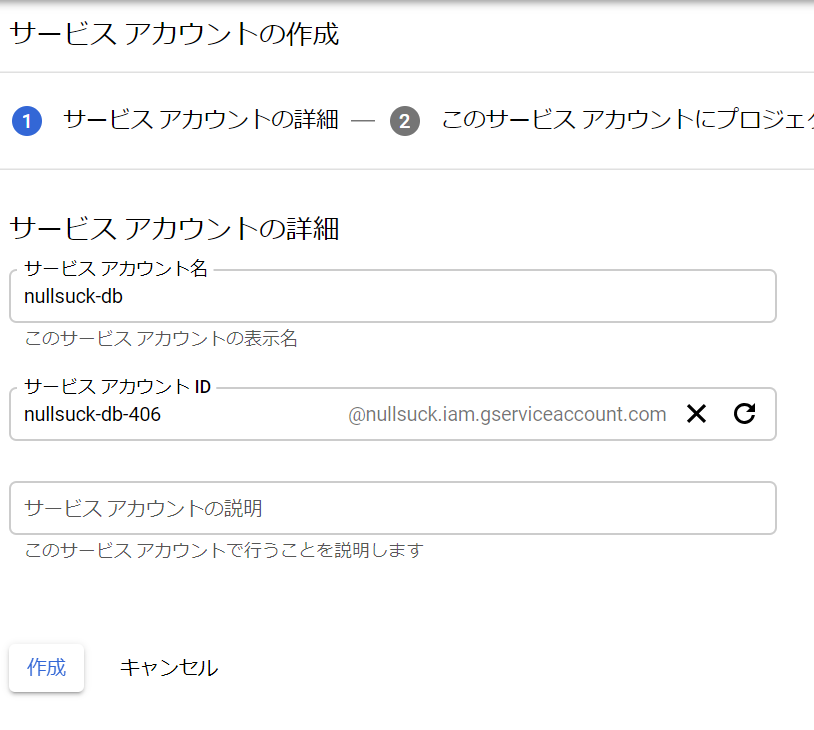 サービス アカウントの作成
1 サービス アカウントの詳細 — 2 このサービス アカウントにプロジェ
サービス アカウントの詳細
サービス アカウント名
nullsuck-db
このサービス アカウントの表示名
サービス アカウント ID
nullsuck-db-406 @nullsuck.iam.gserviceaccount.com
サービス アカウントの説明
このサービス アカウントで行うことを説明します
作成 キャンセル